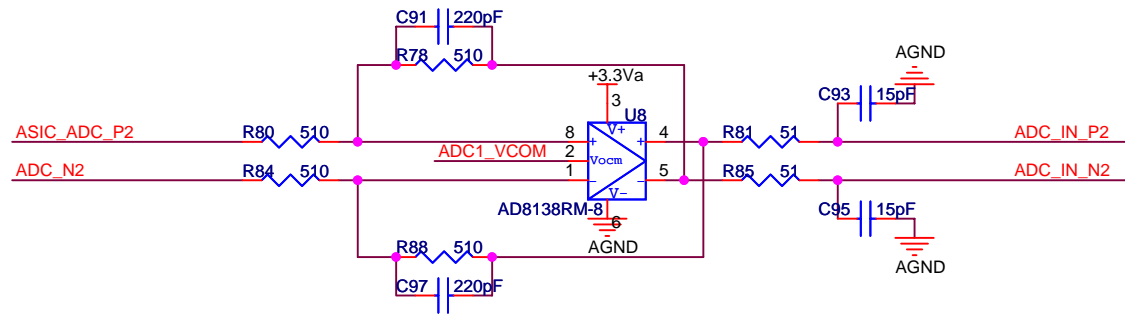 C91 220pF
R78 510
AGND
+3.3Va
3
C93 15pF
U8
V+
ASIC_ADC_P2
R80 510
8
+
+
4
R81 51
ADC_IN_P2
ADC1_VCOM
2
Vocm
ADC_N2
R84 510
1
-
-
5
R85 51
ADC_IN_N2
V-
AD8138RM-8
6
C95 15pF
AGND
R88 510
AGND
C97 220pF